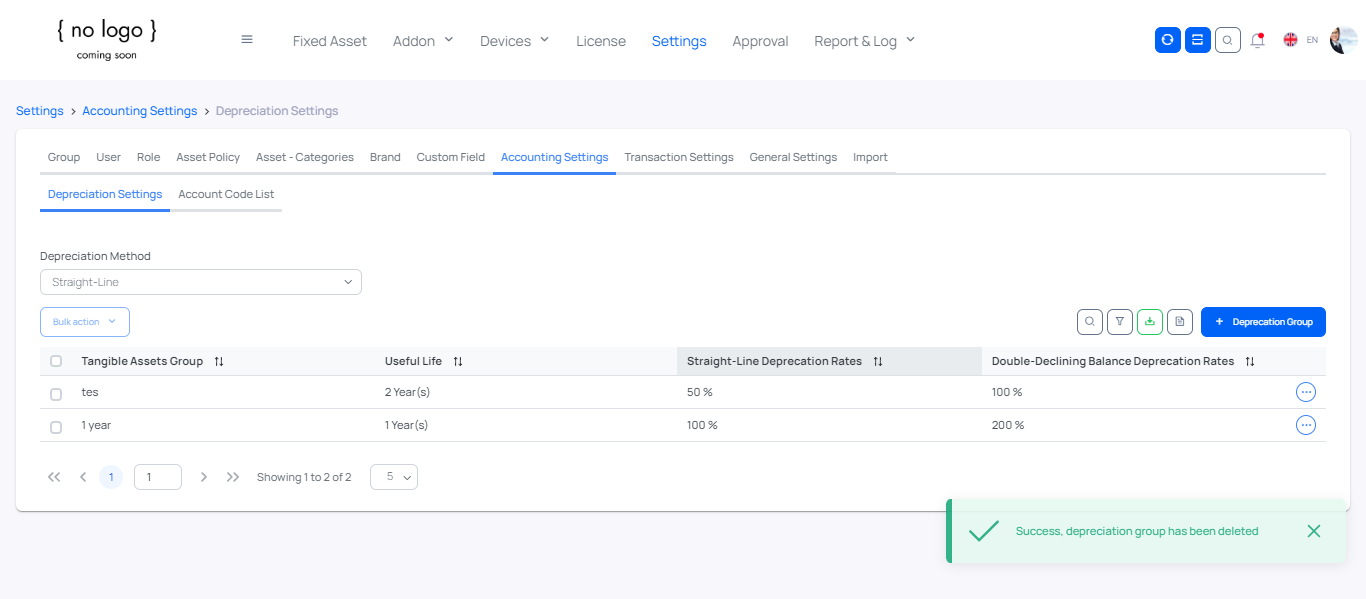 { no logo }
coming soon
Fixed Asset Addon Devices License Settings Approval Report & Log EN
Settings > Accounting Settings > Depreciation Settings
Group User Role Asset Policy Asset - Categories Brand Custom Field Accounting Settings Transaction Settings General Settings Import
Depreciation Settings Account Code List
Depreciation Method
Straight-Line
Bulk action + Deprecation Group
Tangible Assets Group Useful Life Straight-Line Deprecation Rates Double-Declining Balance Deprecation Rates
tes 2 Year(s) 50 % 100 %
1 year 1 Year(s) 100 % 200 %
1 1 Showing 1 to 2 of 2 5
Success, depreciation group has been deleted